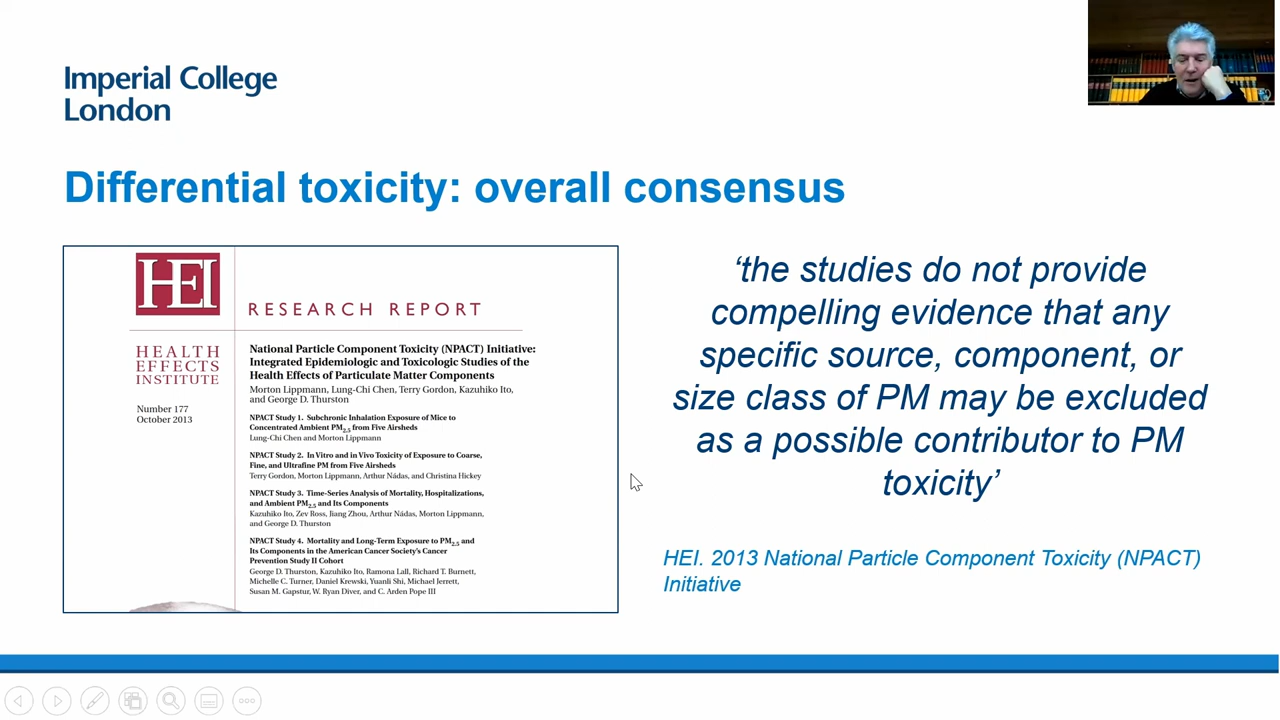 Imperial College
London
Differential toxicity: overall consensus
HEI
RESEARCH REPORT
HEALTH
EFFECTS
INSTITUTE
Number 177
October 2013
National Particle Component Toxicity (NPACT) Initiative:
Integrated Epidemiologic and Toxicologic Studies of the
Health Effects of Particulate Matter Components
Morton Lippmann, Lung-Chi Chen, Terry Gordon, Kazuhiko Ito,
and George D. Thurston
NPACT Study 1. Subchronic Inhalation Exposure of Mice to
Concentrated Ambient PM2.5 from Five Airsheds
Lung-Chi Chen and Morton Lippmann
NPACT Study 2. In Vitro and in Vivo Toxicity of Exposure to Coarse,
Fine, and Ultrafine PM from Five Airsheds
Terry Gordon, Morton Lippmann, Arthur Nádas, and Christina Hickey
NPACT Study 3. Time-Series Analysis of Mortality, Hospitalizations,
and Ambient PM2.5 and Its Components
Kazuhiko Ito, Zev Ross, Jiang Zhou, Arthur Nádas, Morton Lippmann,
and George D. Thurston
NPACT Study 4. Mortality and Long-Term Exposure to PM2.5 and
Its Components in the American Cancer Society's Cancer
Prevention Study II Cohort
George D. Thurston, Kazuhiko Ito, Ramona Lall, Richard T. Burnett,
Michelle C. Turner, Daniel Krewski, Yuanli Shi, Michael Jerrett,
Susan M. Gapstur, W. Ryan Diver, and C. Arden Pope III
‘the studies do not provide
compelling evidence that any
specific source, component, or
size class of PM may be excluded
as a possible contributor to PM
toxicity’
HEI. 2013 National Particle Component Toxicity (NPACT)
Initiative